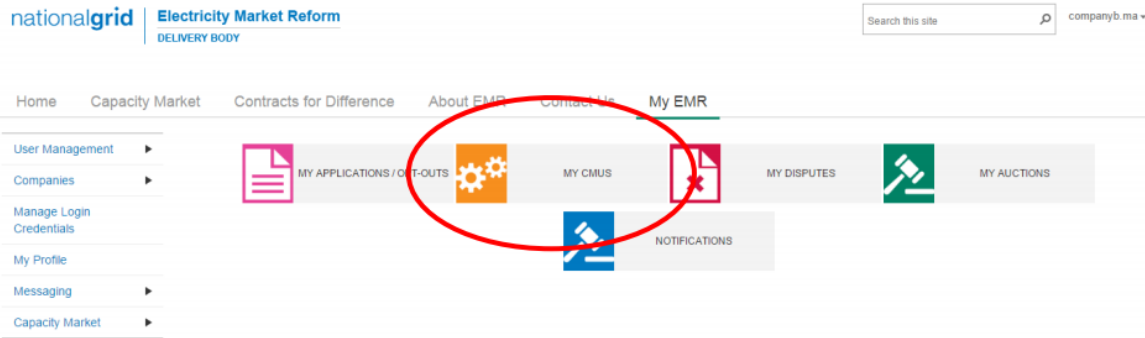 nationalgrid
Electricity Market Reform
DELIVERY BODY
Search this site
companyb.ma
Home Capacity Market Contracts for Difference About EMR Contact Us My EMR
User Management
Companies
Manage Login
Credentials
My Profile
Messaging
Capacity Market
MY APPLICATIONS / OPT-OUTS
MY CMUS
MY DISPUTES
MY AUCTIONS
NOTIFICATIONS